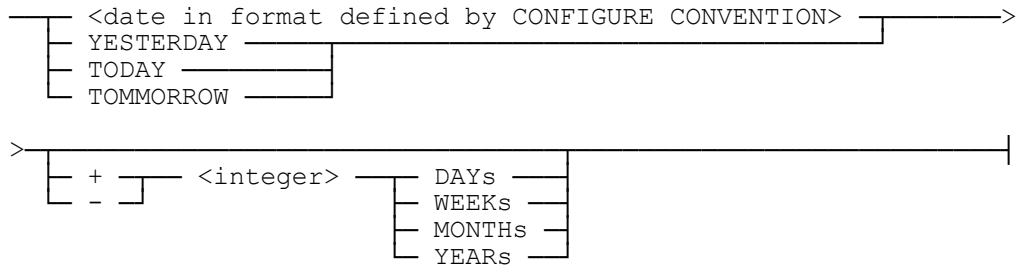 <date in format defined by CONFIGURE CONVENTION>
YESTERDAY
TODAY
TOMMORROW
+ <integer> DAYs
- WEEKs
MONTHs
YEARs